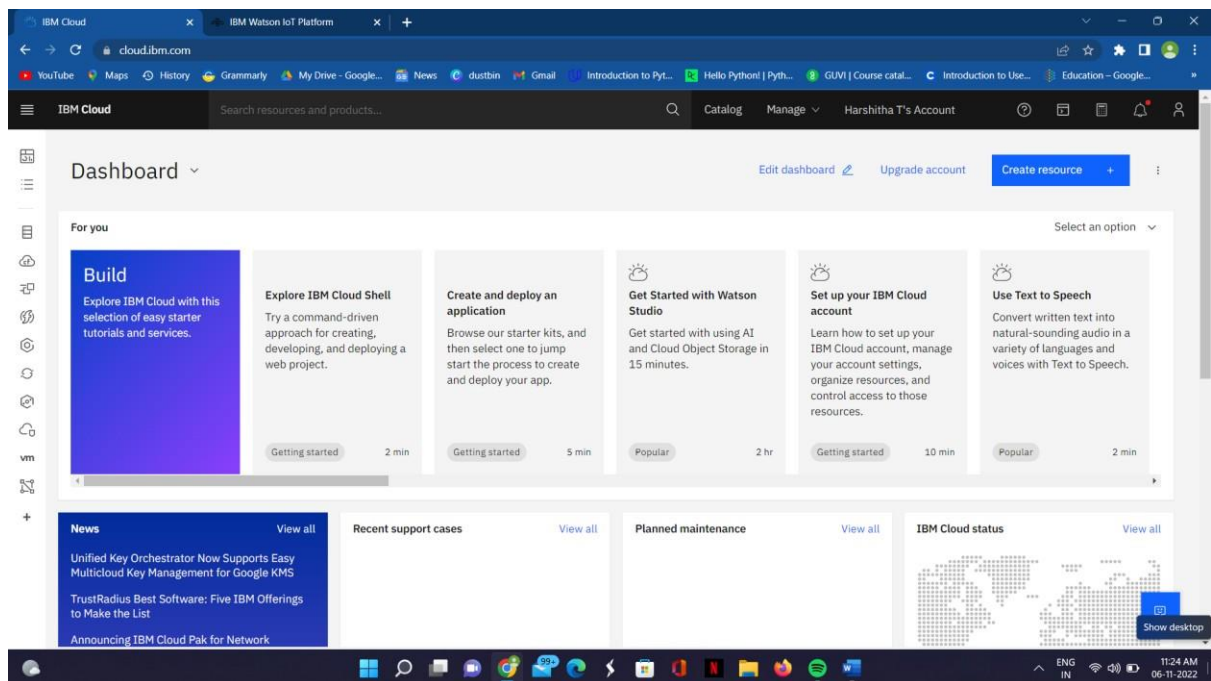 IBM Cloud
IBM Watson IoT Platform
cloud.ibm.com
YouTube Maps History Grammarly My Drive - Google... News dustbin Gmail Introduction to Pyt... Hello Python! | Pyth... GUVI | Course catal... Introduction to Use... Education – Google... »
IBM Cloud Search resources and products... Catalog Manage Harshitha T's Account
Dashboard
Edit dashboard Upgrade account Create resource +
For you Select an option
Build
Explore IBM Cloud with this
selection of easy starter
tutorials and services.
Explore IBM Cloud Shell
Try a command-driven
approach for creating,
developing, and deploying a
web project.
Getting started 2 min
Create and deploy an
application
Browse our starter kits, and
then select one to jump
start the process to create
and deploy your app.
Getting started 5 min
Get Started with Watson
Studio
Get started with using AI
and Cloud Object Storage in
15 minutes.
Popular 2 hr
Set up your IBM Cloud
account
Learn how to set up your
IBM Cloud account, manage
your account settings,
organize resources, and
control access to those
resources.
Getting started 10 min
Use Text to Speech
Convert written text into
natural-sounding audio in a
variety of languages and
voices with Text to Speech.
Popular 2 min
vm
News View all
Unified Key Orchestrator Now Supports Easy
Multicloud Key Management for Google KMS
TrustRadius Best Software: Five IBM Offerings
to Make the List
Announcing IBM Cloud Pak for Network
Recent support cases View all
Planned maintenance View all
IBM Cloud status View all
Show desktop
99+
ENG
IN
11:24 AM
06-11-2022